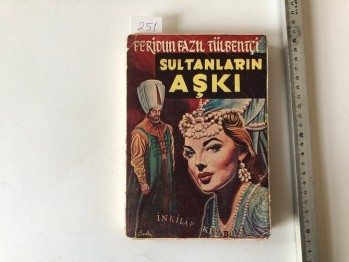 251
FERİDUN FAZIL TÜLBENTÇİ
SULTANLARIN
AŞKI
İNKILAP KİTABEVİ